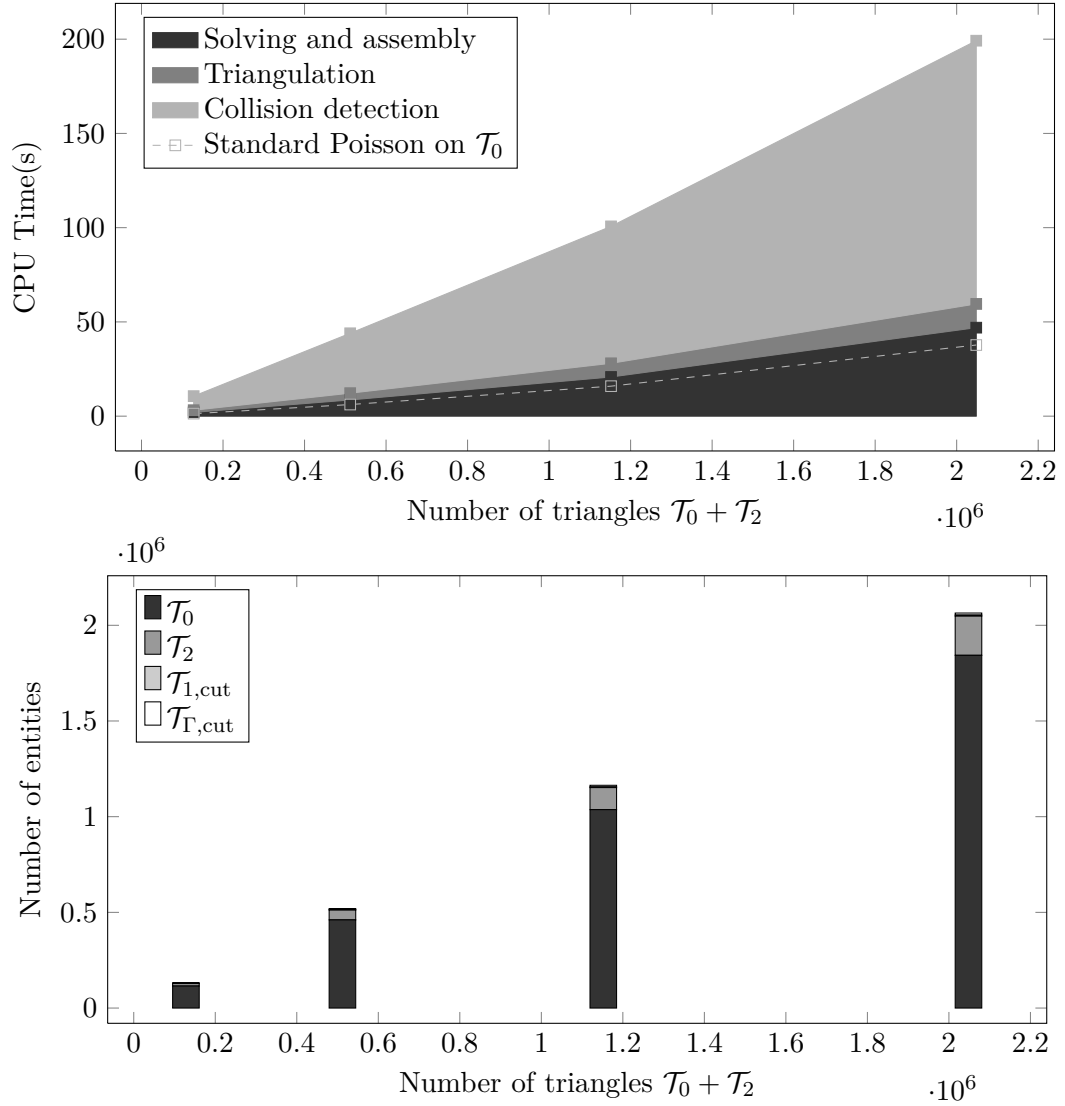 Solving and assembly
Triangulation
Collision detection
Standard Poisson on 𝒯₀
200
150
100
50
0
CPU Time(s)
0 0.2 0.4 0.6 0.8 1 1.2 1.4 1.6 1.8 2 2.2
Number of triangles 𝒯₀ + 𝒯₂
·10⁶
·10⁶
𝒯₀
𝒯₂
𝒯₁,cut
𝒯Γ,cut
2
1.5
1
0.5
0
Number of entities
0 0.2 0.4 0.6 0.8 1 1.2 1.4 1.6 1.8 2 2.2
Number of triangles 𝒯₀ + 𝒯₂
·10⁶